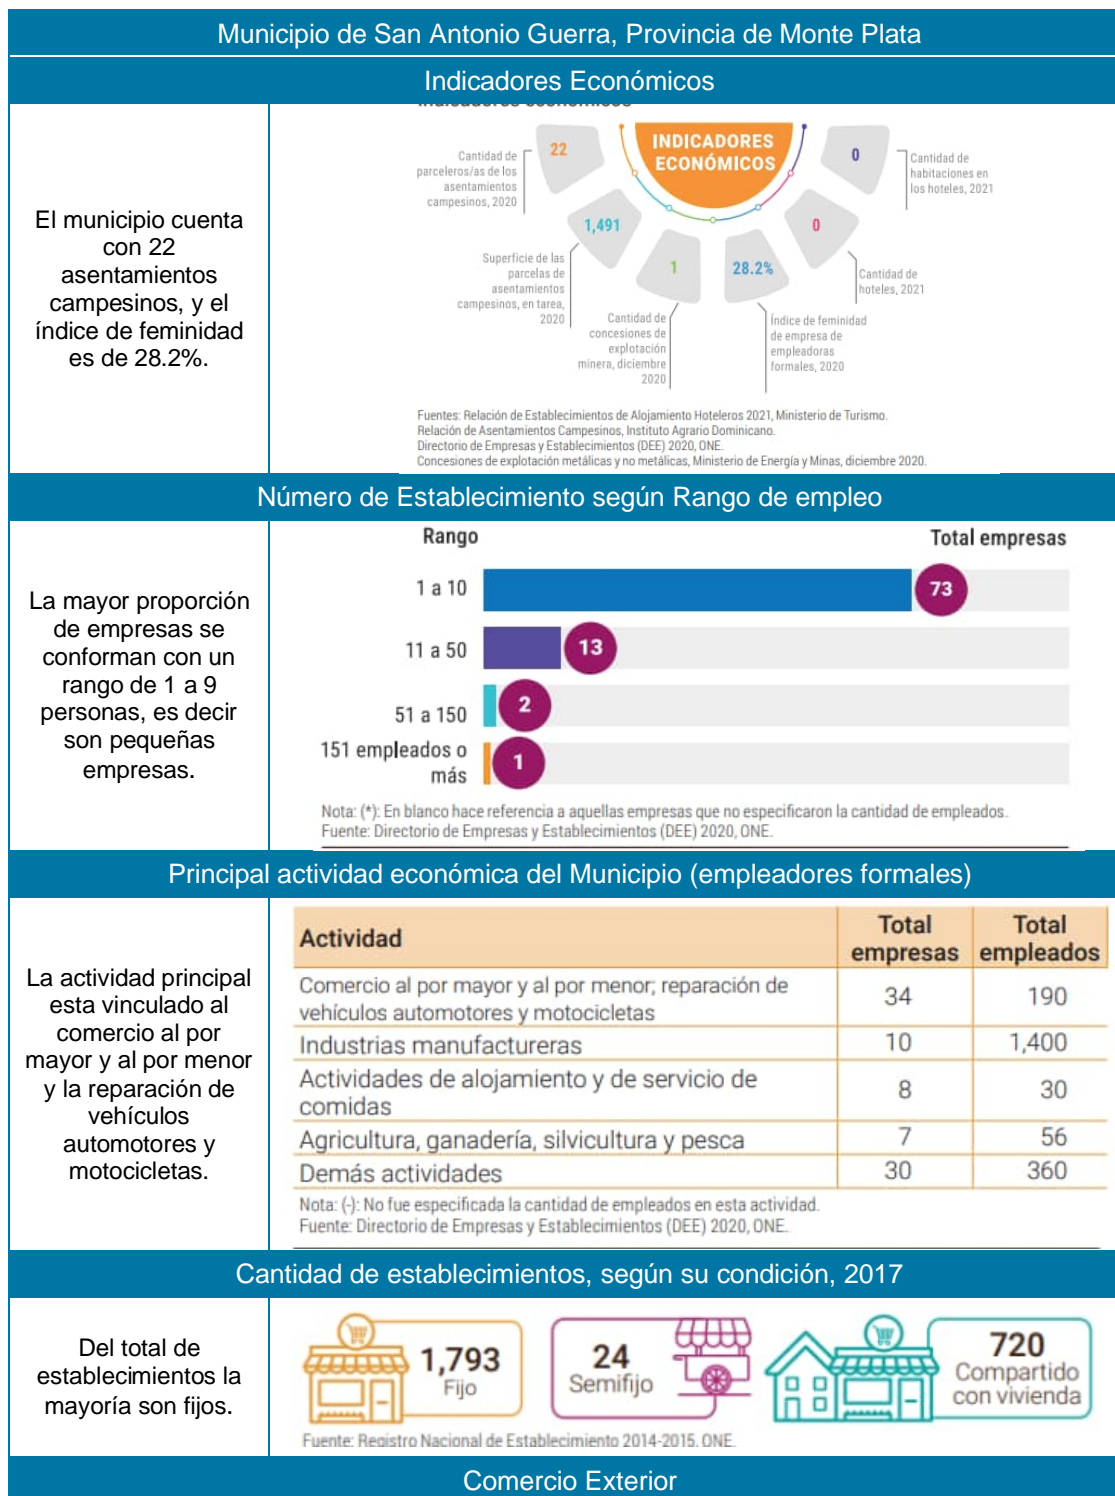 Municipio de San Antonio Guerra, Provincia de Monte Plata
Indicadores Económicos
El municipio cuenta
con 22
asentamientos
campesinos, y el
índice de feminidad
es de 28.2%.
Indicadores económicos
INDICADORES
ECONÓMICOS
22
Cantidad de
parceleros/as de los
asentamientos
campesinos, 2020
1,491
Superficie de las
parcelas de
asentamientos
campesinos, en tarea,
2020
1
Cantidad de
concesiones de
explotación
minera, diciembre
2020
28.2%
Índice de feminidad
de empresa de
empleadoras
formales, 2020
0
Cantidad de
hoteles, 2021
0
Cantidad de
habitaciones en
los hoteles, 2021
Fuentes: Relación de Establecimientos de Alojamiento Hoteleros 2021, Ministerio de Turismo.
Relación de Asentamientos Campesinos, Instituto Agrario Dominicano.
Directorio de Empresas y Establecimientos (DEE) 2020, ONE.
Concesiones de explotación metálicas y no metálicas, Ministerio de Energía y Minas, diciembre 2020.
Número de Establecimiento según Rango de empleo
La mayor proporción
de empresas se
conforman con un
rango de 1 a 9
personas, es decir
son pequeñas
empresas.
Rango Total empresas
1 a 10 73
11 a 50 13
51 a 150 2
151 empleados o
más 1
Nota: (*): En blanco hace referencia a aquellas empresas que no especificaron la cantidad de empleados.
Fuente: Directorio de Empresas y Establecimientos (DEE) 2020, ONE.
Principal actividad económica del Municipio (empleadores formales)
La actividad principal
esta vinculado al
comercio al por
mayor y al por menor
y la reparación de
vehículos
automotores y
motocicletas.
Actividad Total empresas Total empleados
Comercio al por mayor y al por menor; reparación de
vehículos automotores y motocicletas 34 190
Industrias manufactureras 10 1,400
Actividades de alojamiento y de servicio de
comidas 8 30
Agricultura, ganadería, silvicultura y pesca 7 56
Demás actividades 30 360
Nota: (-): No fue especificada la cantidad de empleados en esta actividad.
Fuente: Directorio de Empresas y Establecimientos (DEE) 2020, ONE.
Cantidad de establecimientos, según su condición, 2017
Del total de
establecimientos la
mayoría son fijos.
1,793
Fijo
24
Semifijo
720
Compartido
con vivienda
Fuente: Registro Nacional de Establecimiento 2014-2015. ONE.
Comercio Exterior